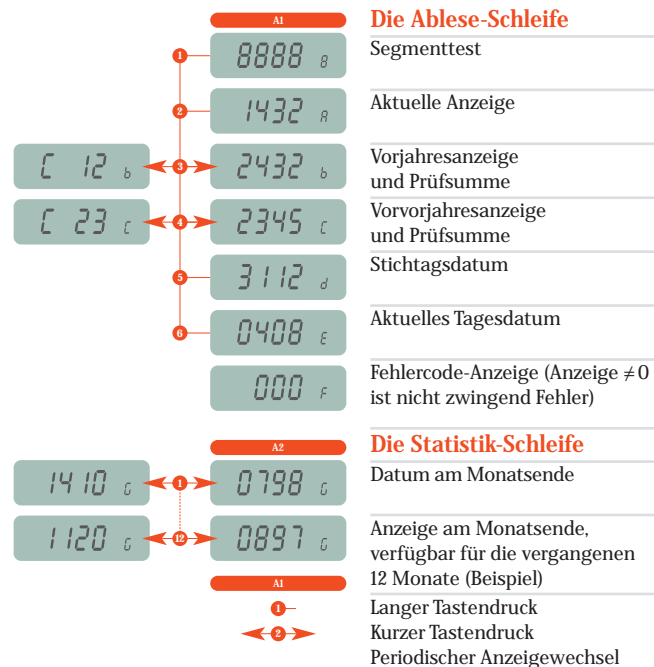 A1
Die Ablese-Schleife
1
8888 8
Segmenttest
2
1432 A
Aktuelle Anzeige
[ 12 b
3
2432 b
Vorjahresanzeige
und Prüfsumme
[ 23 c
4
2345 c
Vorvorjahresanzeige
und Prüfsumme
5
3112 d
Stichtagsdatum
6
0408 E
Aktuelles Tagesdatum
000 F
Fehlercode-Anzeige (Anzeige ≠ 0
ist nicht zwingend Fehler)
A2
Die Statistik-Schleife
1410 G
1
0798 G
Datum am Monatsende
1120 G
12
0897 G
Anzeige am Monatsende,
verfügbar für die vergangenen
12 Monate (Beispiel)
A1
1
Langer Tastendruck
2
Kurzer Tastendruck
Periodischer Anzeigewechsel